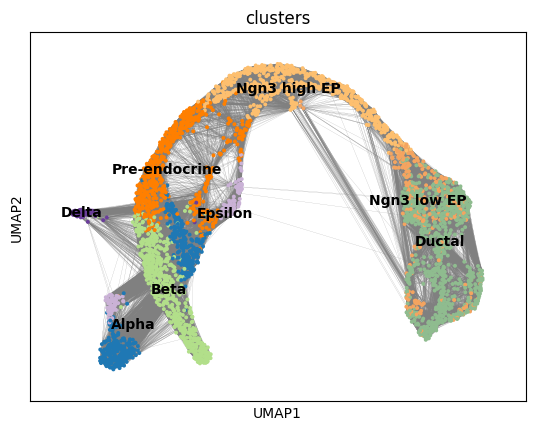 clusters
Ngn3 high EP
Pre-endocrine
Ngn3 low EP
Delta
Epsilon
Ductal
Beta
Alpha
UMAP2
UMAP1